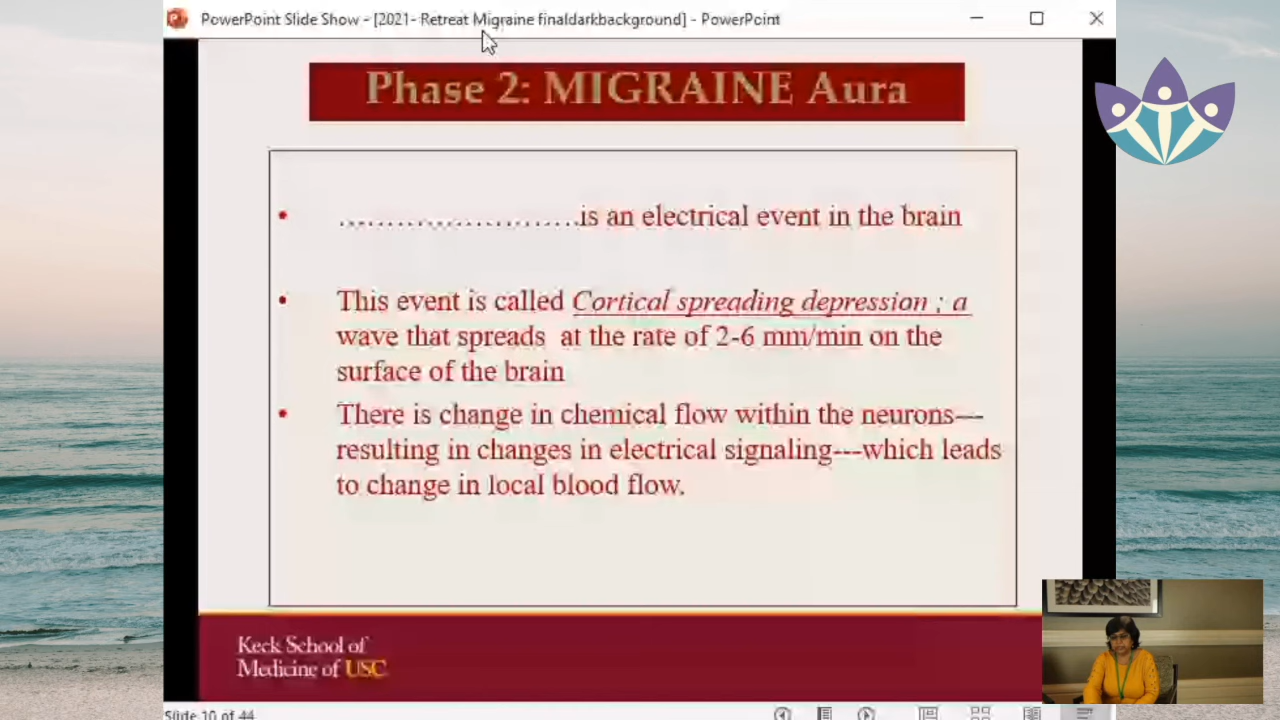 PowerPoint Slide Show - [2021- Retreat Migraine finaldarkbackground] - PowerPoint
Phase 2: MIGRAINE Aura
• ……………………..is an electrical event in the brain
• This event is called Cortical spreading depression ; a
wave that spreads at the rate of 2-6 mm/min on the
surface of the brain
• There is change in chemical flow within the neurons---
resulting in changes in electrical signaling---which leads
to change in local blood flow.
Keck School of
Medicine of USC
Slide 10 of 44